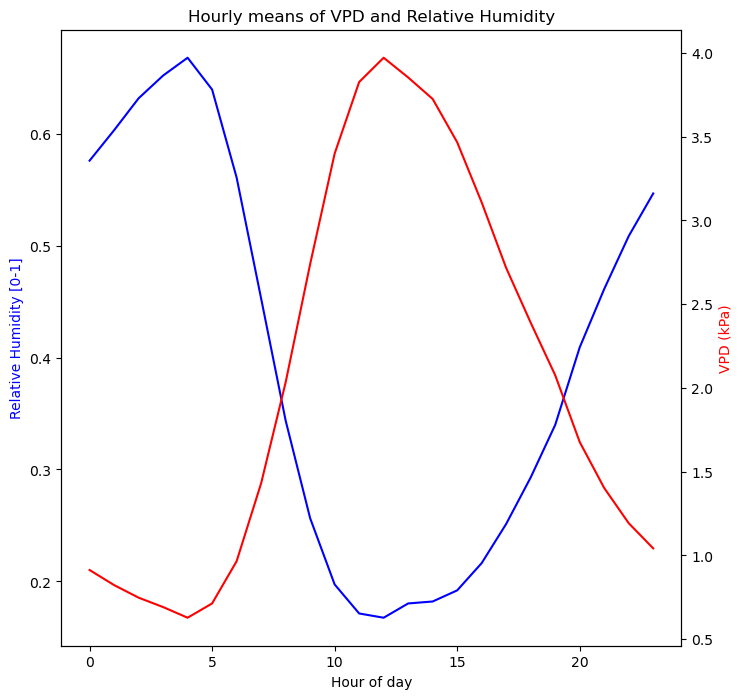 Hourly means of VPD and Relative Humidity
0.6
0.5
0.4
0.3
0.2
Relative Humidity [0-1]
4.0
3.5
3.0
2.5
2.0
1.5
1.0
0.5
VPD (kPa)
0 5 10 15 20
Hour of day